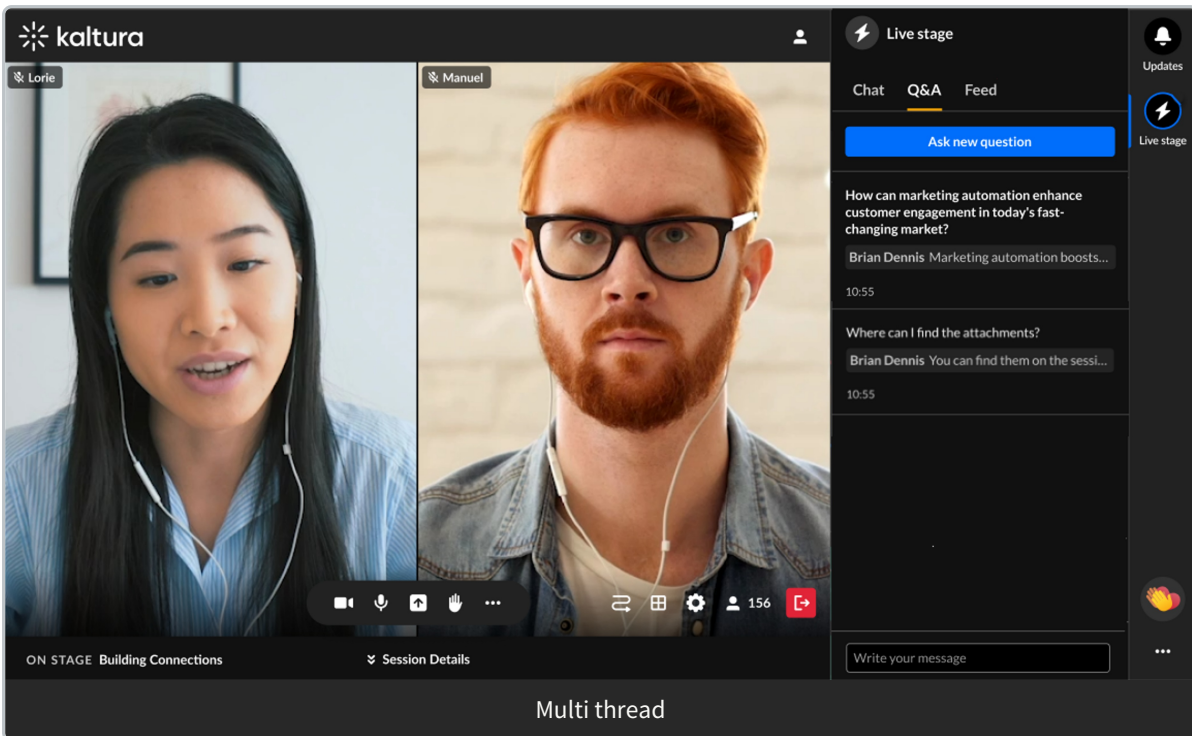 kaltura
Lorie
Manuel
156
ON STAGE Building Connections
Session Details
Live stage
Chat Q&A Feed
Ask new question
How can marketing automation enhance
customer engagement in today's fast-
changing market?
Brian Dennis Marketing automation boosts...
10:55
Where can I find the attachments?
Brian Dennis You can find them on the sessi...
10:55
Write your message
Updates
Live stage
Multi thread